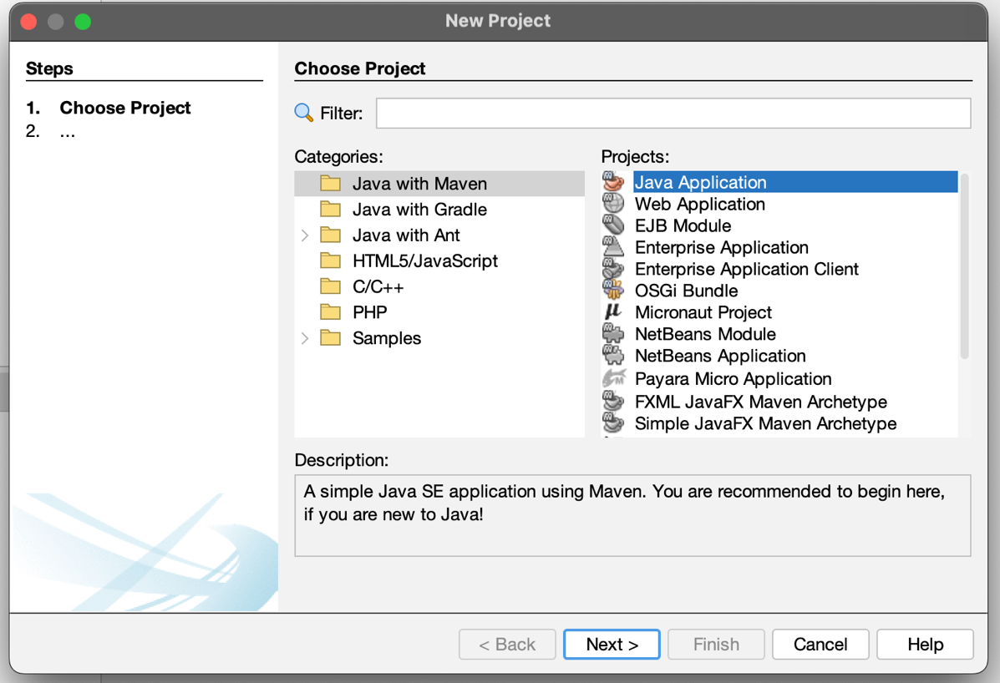 New Project
Steps
1. Choose Project
2. ...
Choose Project
Filter:
Categories:
Java with Maven
Java with Gradle
Java with Ant
HTML5/JavaScript
C/C++
PHP
Samples
Projects:
Java Application
Web Application
EJB Module
Enterprise Application
Enterprise Application Client
OSGi Bundle
Micronaut Project
NetBeans Module
NetBeans Application
Payara Micro Application
FXML JavaFX Maven Archetype
Simple JavaFX Maven Archetype
Description:
A simple Java SE application using Maven. You are recommended to begin here,
if you are new to Java!
< Back Next > Finish Cancel Help